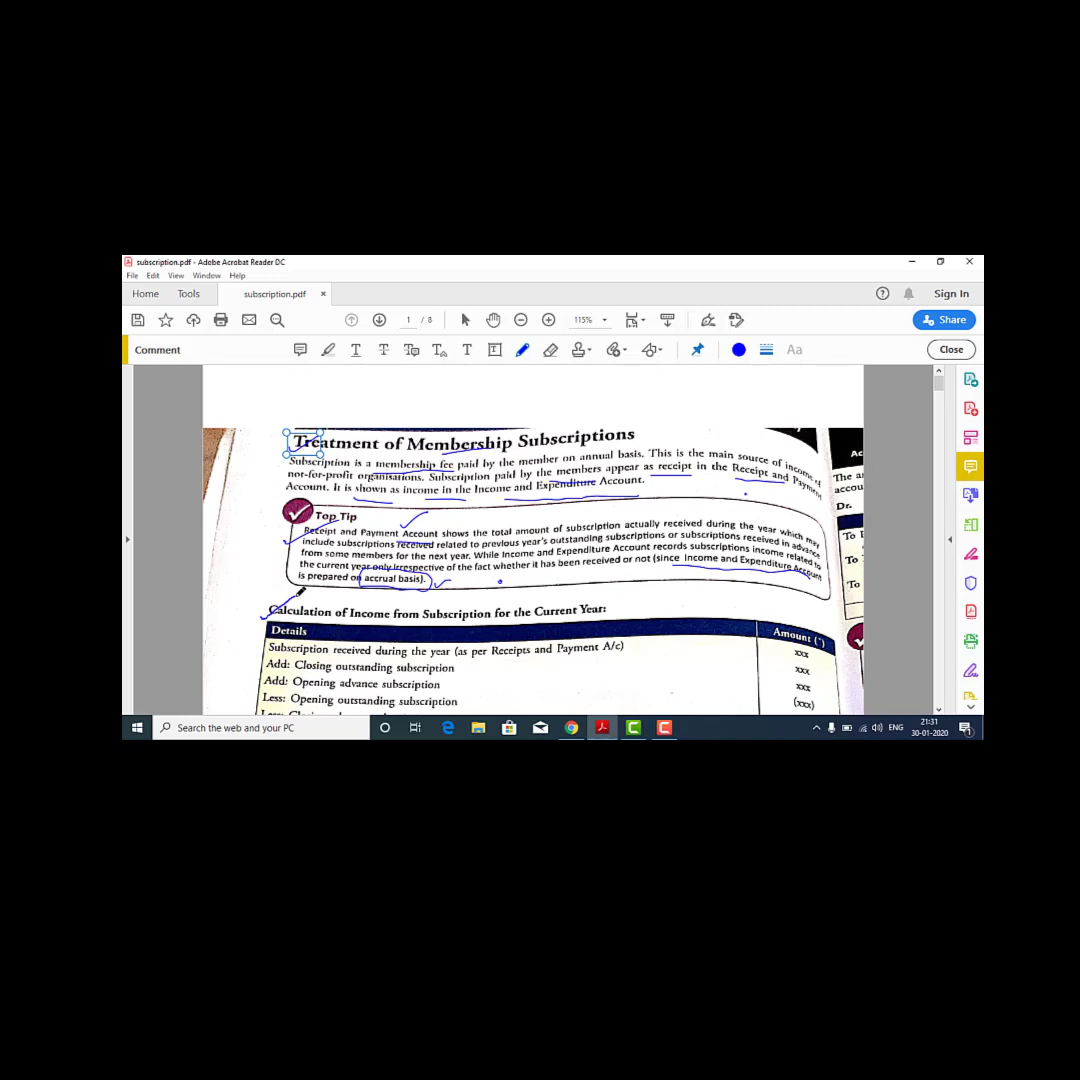 subscription.pdf - Adobe Acrobat Reader DC
File Edit View Window Help
Home Tools subscription.pdf × Sign In
1 / 8 115% Share
Comment Aa Close
Treatment of Membership Subscriptions
Subscription is a membership fee paid by the member on annual basis. This is the main source of income of
not-for-profit organisations. Subscription paid by the members appear as receipt in the Receipt and Payment
Account. It is shown as income in the Income and Expenditure Account.
Top Tip
Receipt and Payment Account shows the total amount of subscription actually received during the year which may
include subscriptions received related to previous year's outstanding subscriptions or subscriptions received in advance
from some members for the next year. While Income and Expenditure Account records subscriptions income related to
the current year only irrespective of the fact whether it has been received or not (since Income and Expenditure Account
is prepared on accrual basis).
Calculation of Income from Subscription for the Current Year:
Details Amount (`)
Subscription received during the year (as per Receipts and Payment A/c) xxx
Add: Closing outstanding subscription xxx
Add: Opening advance subscription xxx
Less: Opening outstanding subscription (xxx)
Less:
Ac
The a
accou
Dr.
To
To
To
Search the web and your PC
ENG 21:31
30-01-2020